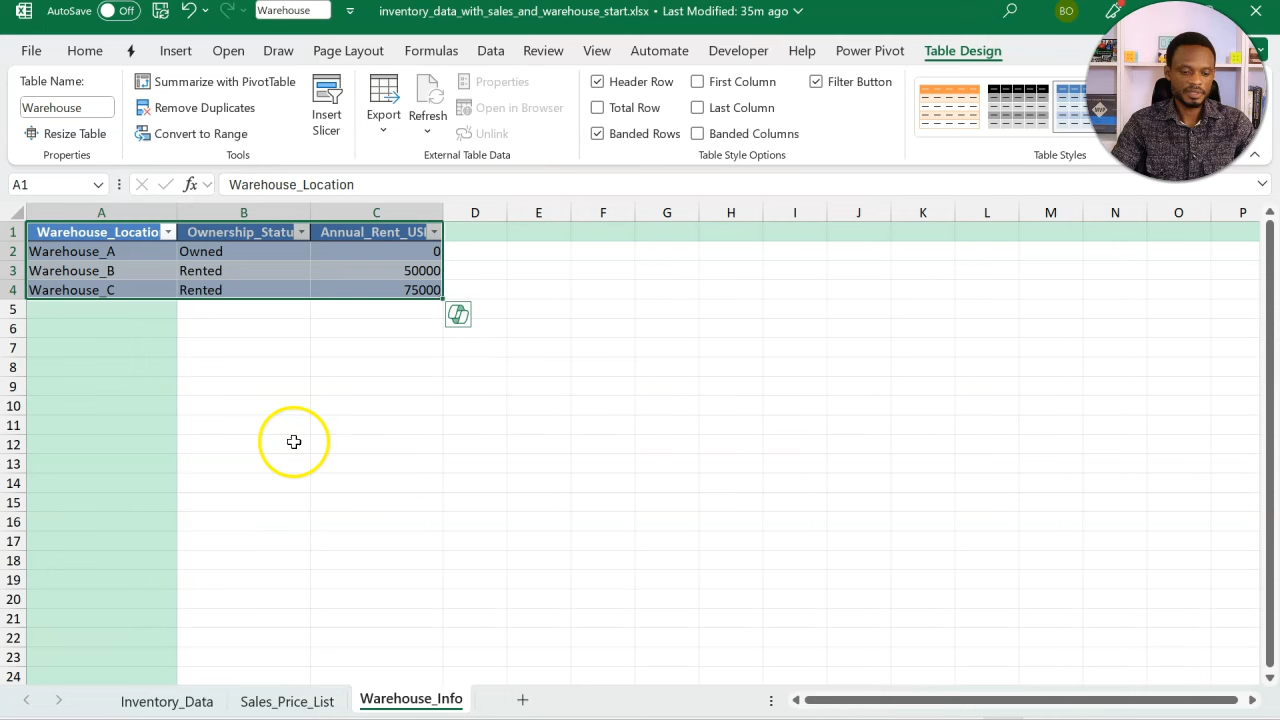 AutoSave Off Warehouse inventory_data_with_sales_and_warehouse_start.xlsx • Last Modified: 35m ago BO
File Home Insert Open Draw Page Layout Formulas Data Review View Automate Developer Help Power Pivot Table Design
Table Name:
Warehouse
Resize Table
Properties
Summarize with PivotTable
Remove Duplicates
Convert to Range
Tools
Insert
Slicer
Export
Refresh
Properties
Open in Browser
Unlink
External Table Data
Header Row First Column Filter Button
Total Row Last Column
Banded Rows Banded Columns
Table Style Options
Table Styles
A1 fx Warehouse_Location
A B C D E F G H I J K L M N O P
1 Warehouse_Locatio Ownership_Statu Annual_Rent_US
2 Warehouse_A Owned 0
3 Warehouse_B Rented 50000
4 Warehouse_C Rented 75000
5
6
7
8
9
10
11
12
13
14
15
16
17
18
19
20
21
22
23
24
Inventory_Data Sales_Price_List Warehouse_Info